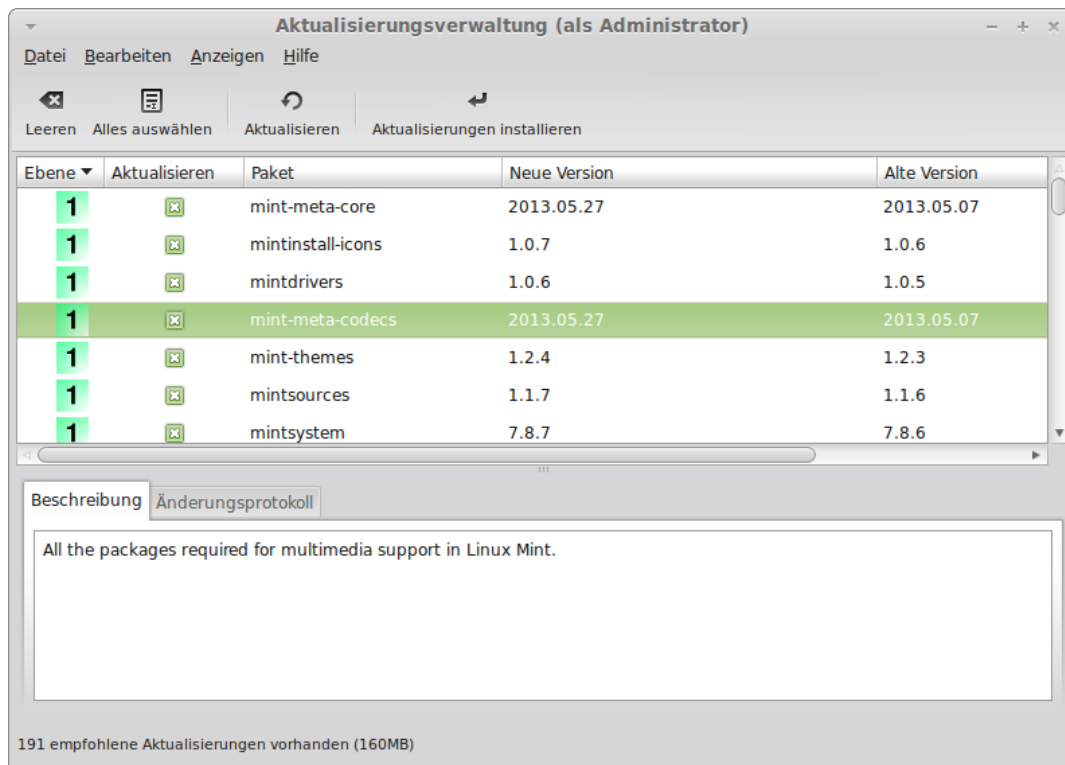 Aktualisierungsverwaltung (als Administrator)
Datei Bearbeiten Anzeigen Hilfe
Leeren Alles auswählen Aktualisieren Aktualisierungen installieren
Ebene Aktualisieren Paket Neue Version Alte Version
1 mint-meta-core 2013.05.27 2013.05.07
1 mintinstall-icons 1.0.7 1.0.6
1 mintdrivers 1.0.6 1.0.5
1 mint-meta-codecs 2013.05.27 2013.05.07
1 mint-themes 1.2.4 1.2.3
1 mintsources 1.1.7 1.1.6
1 mintsystem 7.8.7 7.8.6
Beschreibung Änderungsprotokoll
All the packages required for multimedia support in Linux Mint.
191 empfohlene Aktualisierungen vorhanden (160MB)